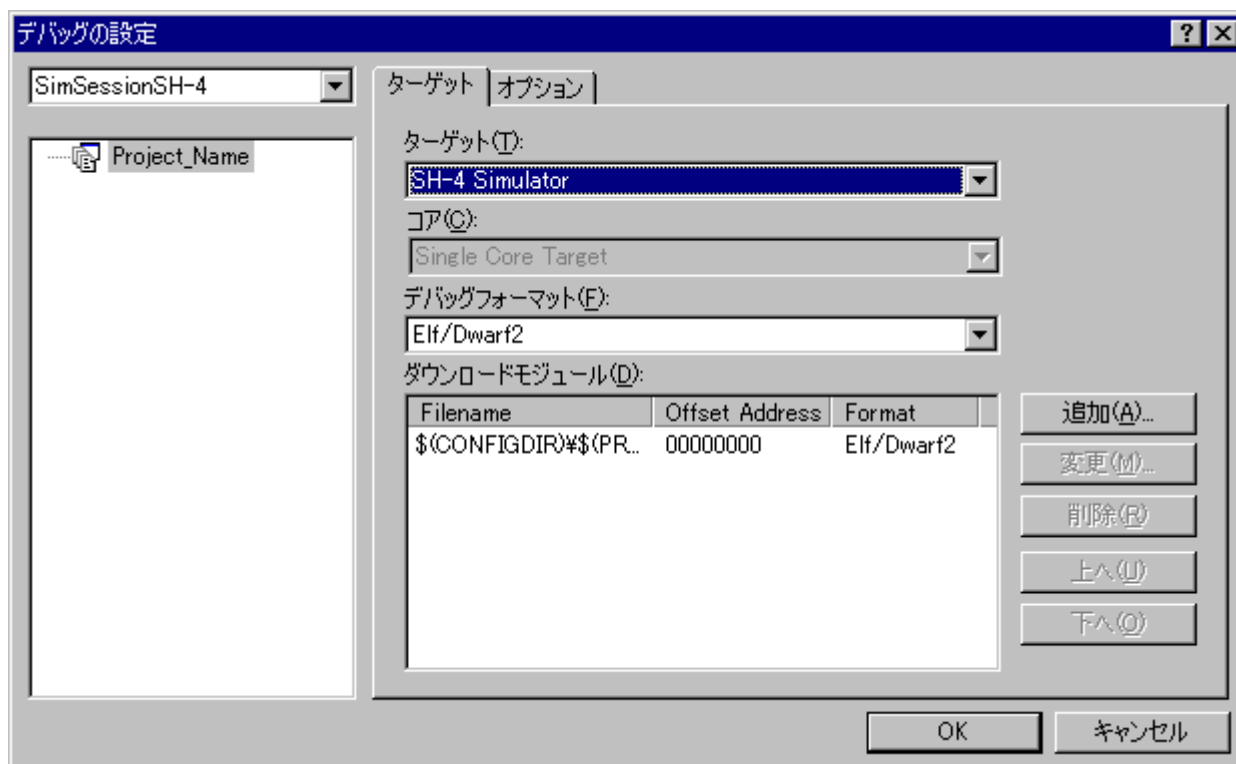 デバッグの設定
SimSessionSH-4
Project_Name
ターゲット オプション
ターゲット(T):
SH-4 Simulator
コア(C):
Single Core Target
デバッグフォーマット(F):
Elf/Dwarf2
ダウンロードモジュール(D):
Filename Offset Address Format
$(CONFIGDIR)¥$(PR... 00000000 Elf/Dwarf2
追加(A)...
変更(M)...
削除(R)
上へ(U)
下へ(O)
OK キャンセル